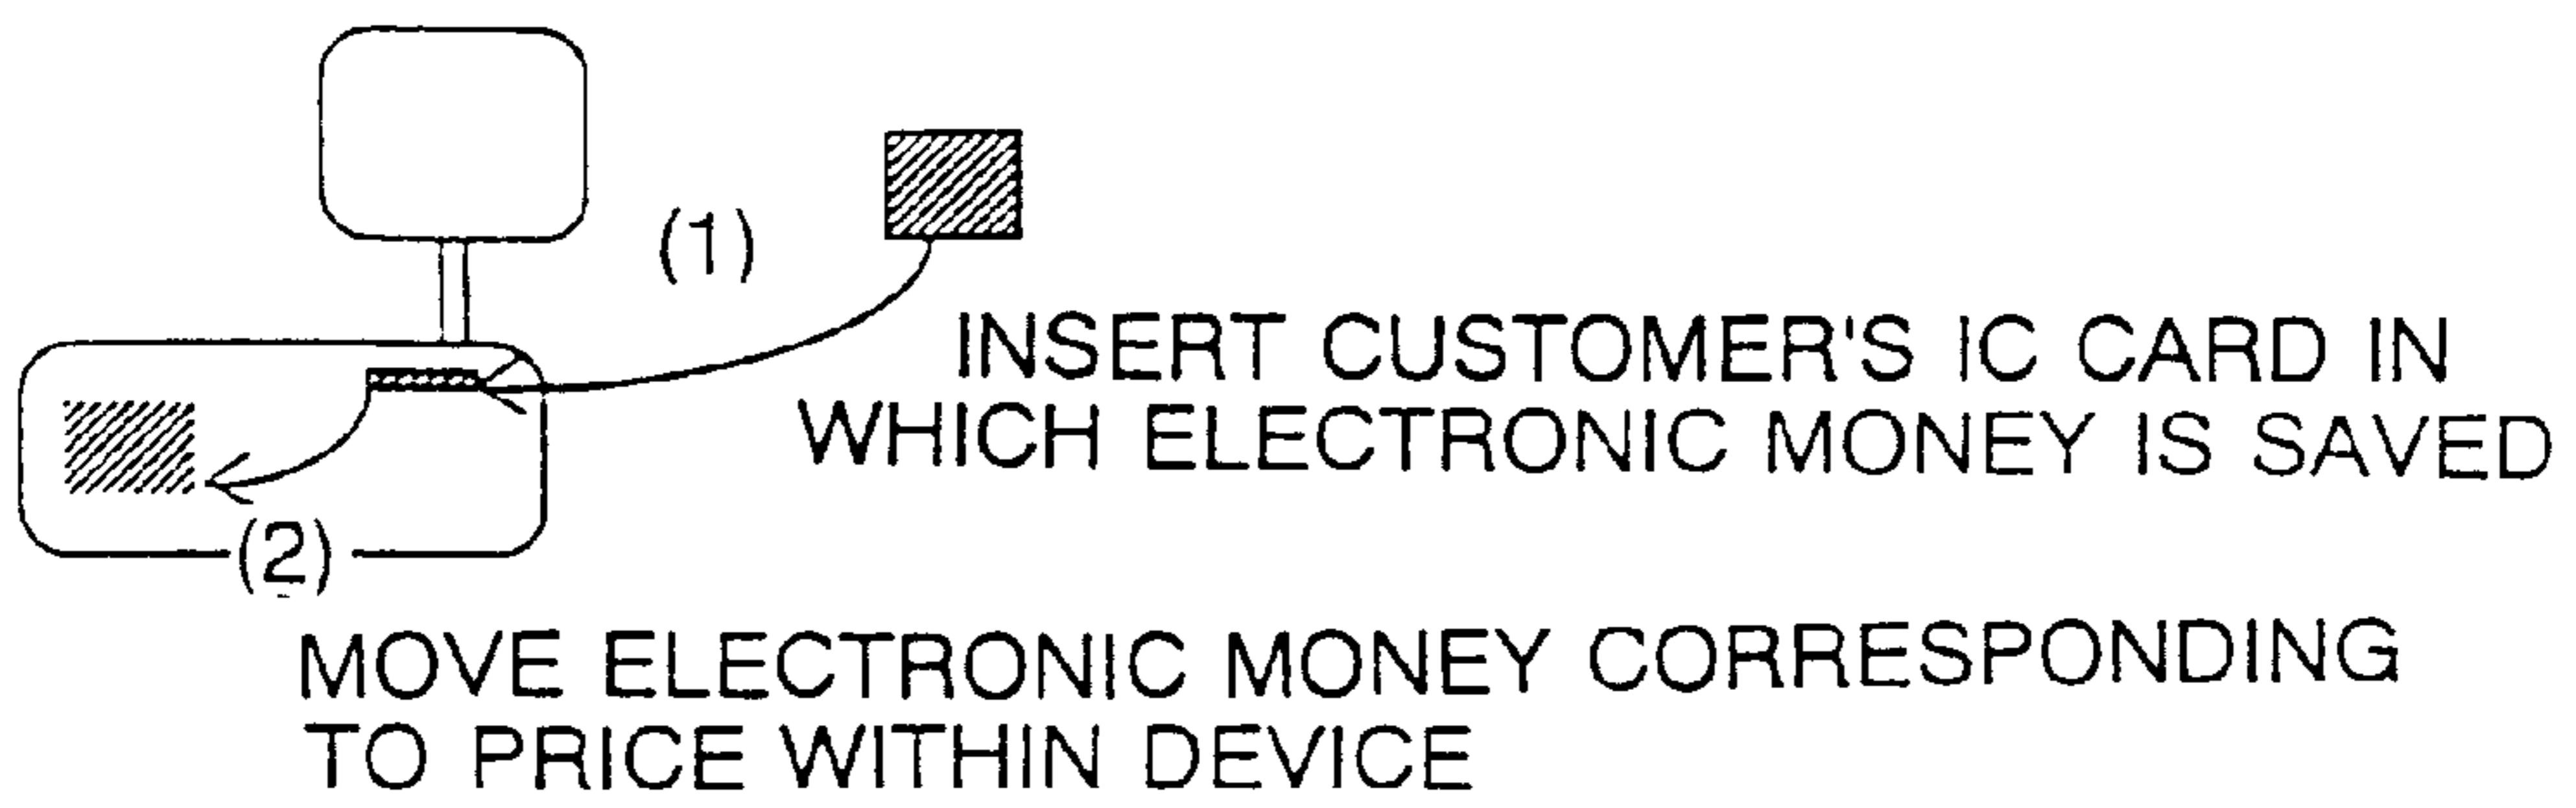 (1)
INSERT CUSTOMER'S IC CARD IN
WHICH ELECTRONIC MONEY IS SAVED
(2)
MOVE ELECTRONIC MONEY CORRESPONDING
TO PRICE WITHIN DEVICE